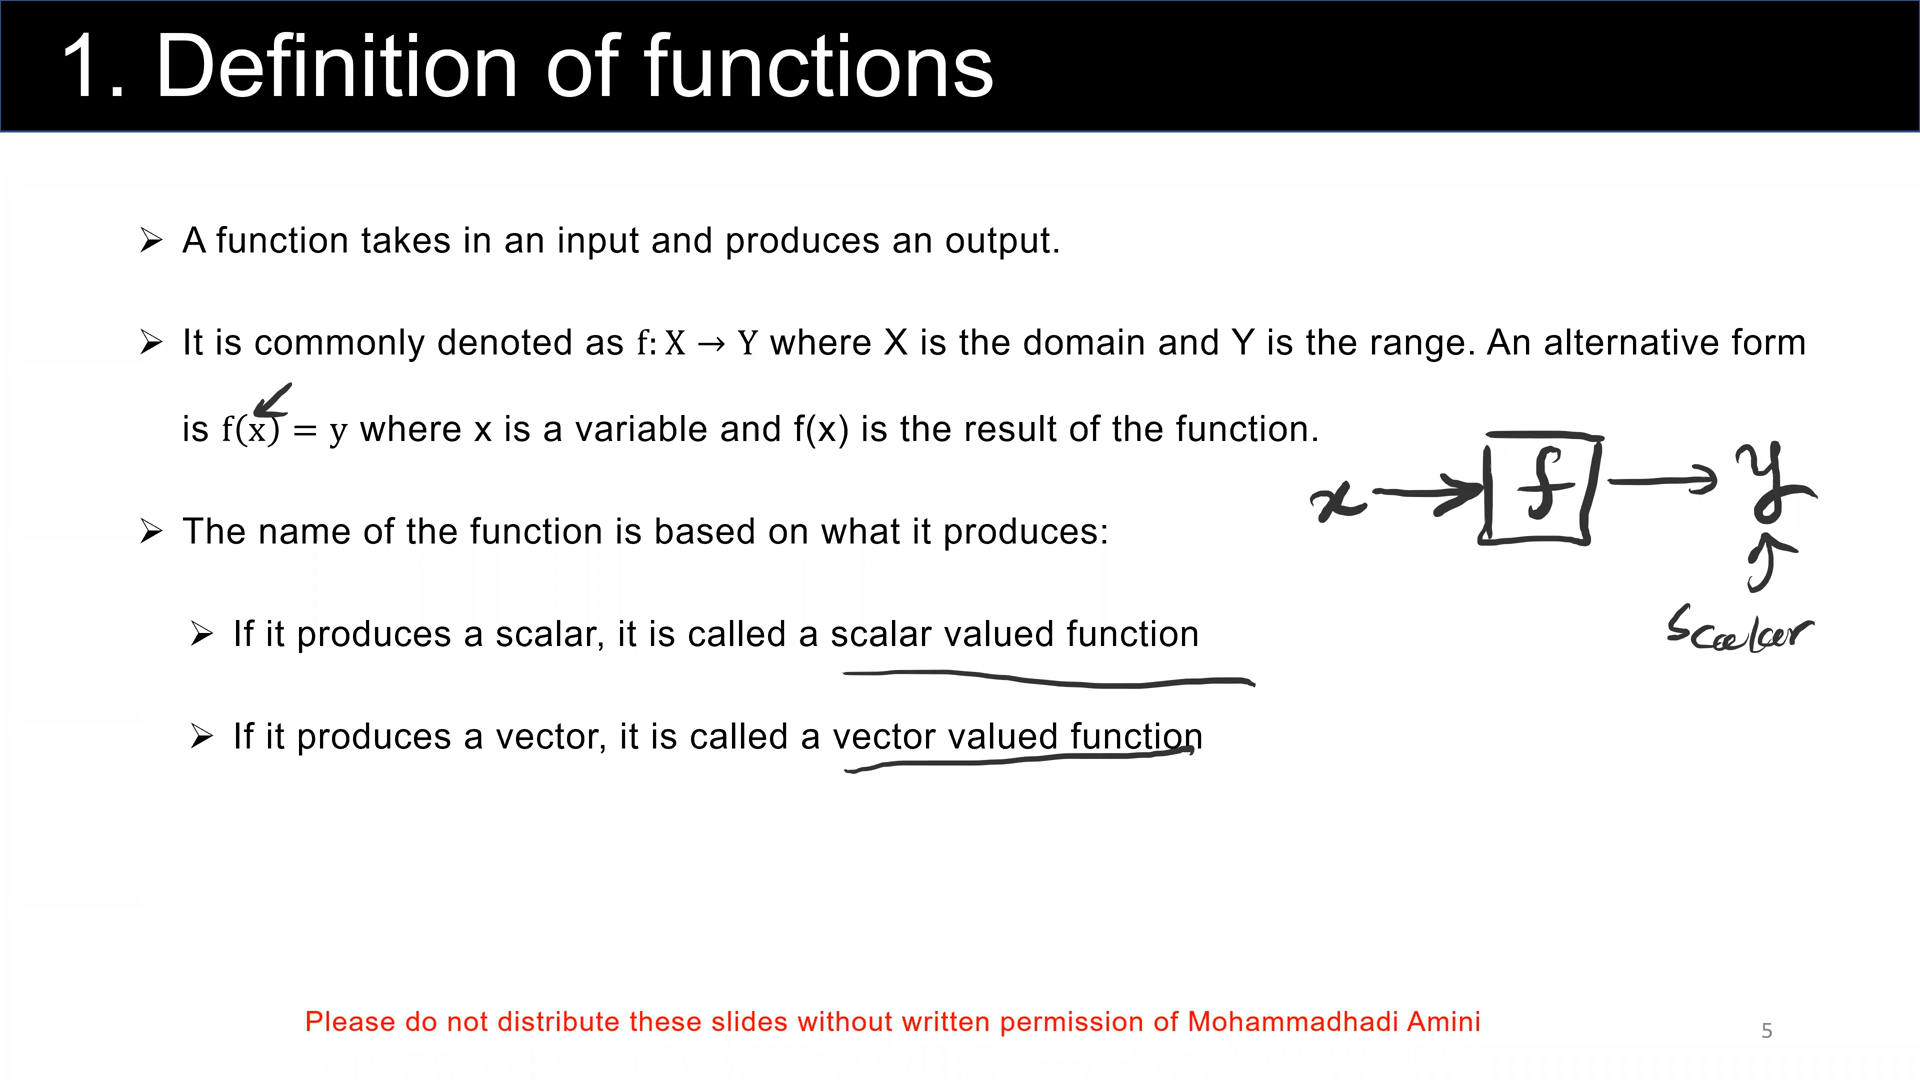 1. Definition of functions
➢ A function takes in an input and produces an output.
➢ It is commonly denoted as f: X → Y where X is the domain and Y is the range. An alternative form
is f(x) = y where x is a variable and f(x) is the result of the function.
x → f → y
➢ The name of the function is based on what it produces:
➢ If it produces a scalar, it is called a scalar valued function
scalar
➢ If it produces a vector, it is called a vector valued function
Please do not distribute these slides without written permission of Mohammadhadi Amini
5